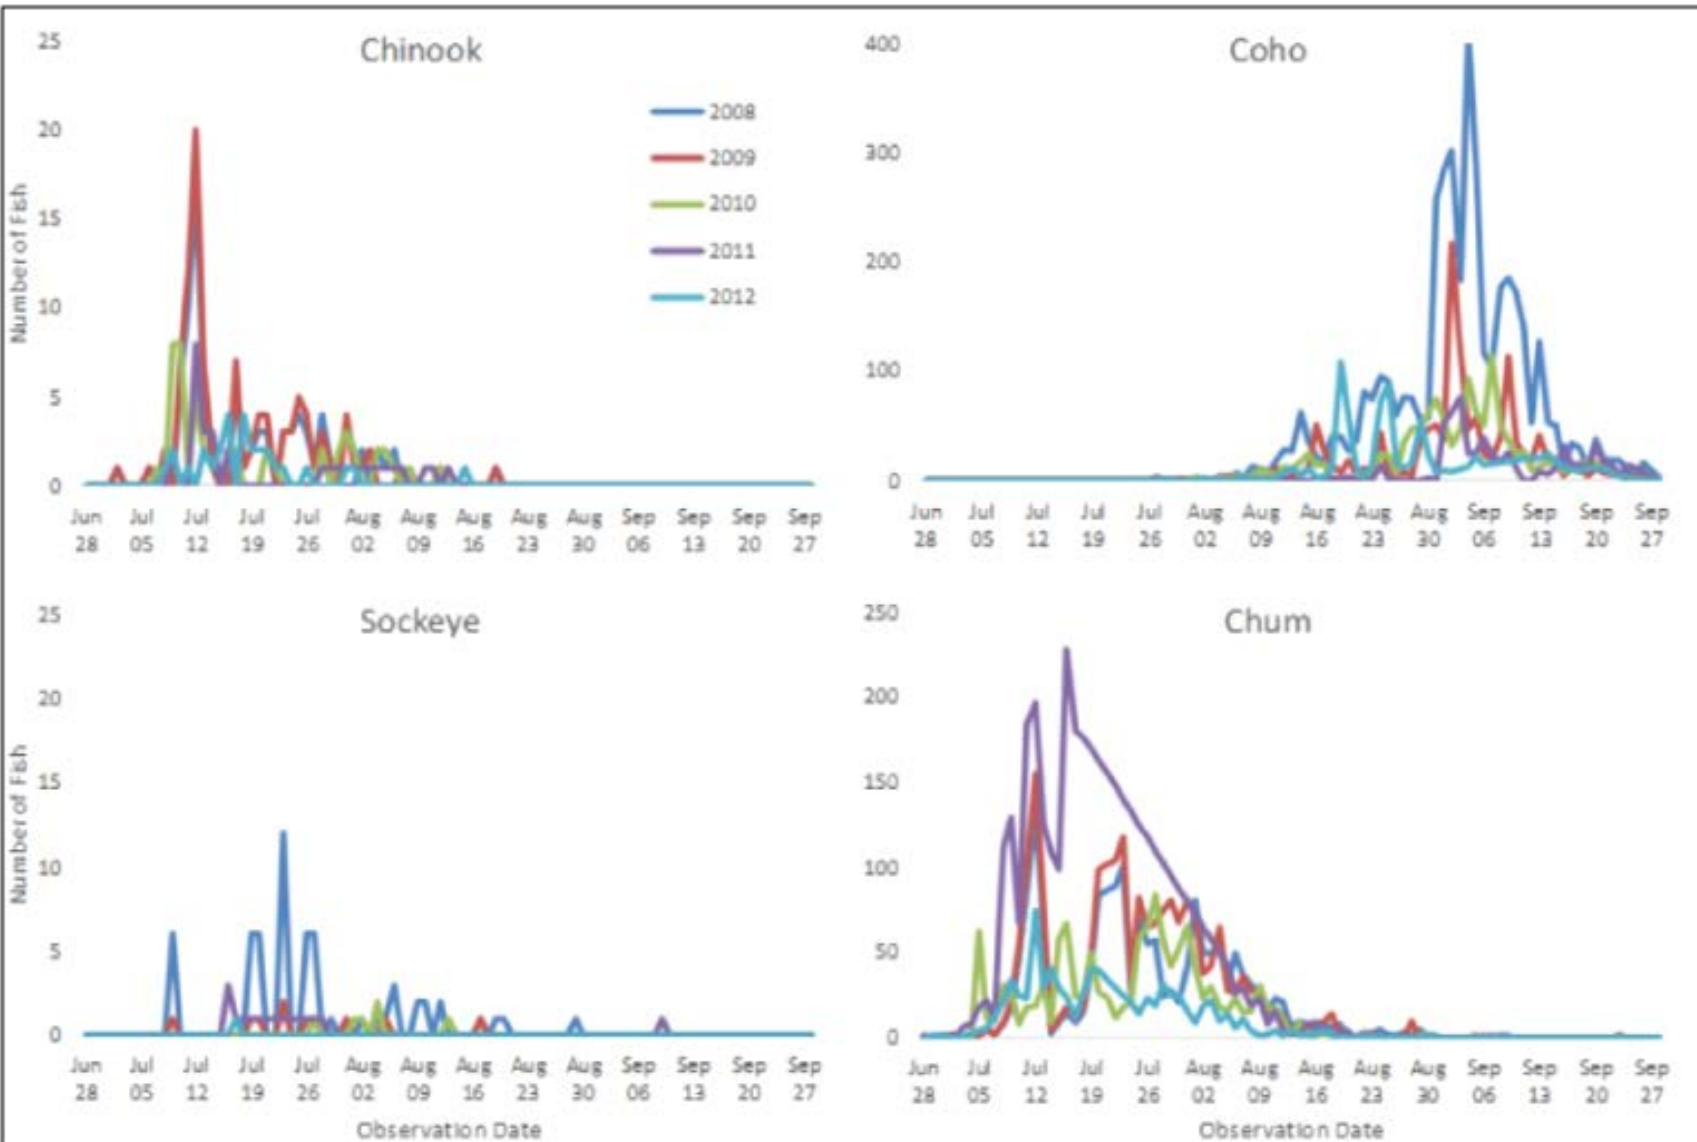 Chinook
25
20
15
10
5
0
Number of Fish
2008
2009
2010
2011
2012
Jun Jul Jul Jul Jul Aug Aug Aug Aug Aug Sep Sep Sep Sep
28 05 12 19 26 02 09 16 23 30 06 13 20 27
Coho
400
300
200
100
0
Jun Jul Jul Jul Jul Aug Aug Aug Aug Aug Sep Sep Sep Sep
28 05 12 19 26 02 09 16 23 30 06 13 20 27
Sockeye
25
20
15
10
5
0
Number of Fish
Jun Jul Jul Jul Jul Aug Aug Aug Aug Aug Sep Sep Sep Sep
28 05 12 19 26 02 09 16 23 30 06 13 20 27
Observation Date
Chum
250
200
150
100
50
0
Jun Jul Jul Jul Jul Aug Aug Aug Aug Aug Sep Sep Sep Sep
28 05 12 19 26 02 09 16 23 30 06 13 20 27
Observation Date